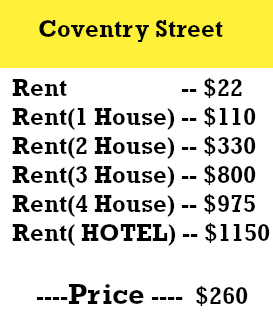 Coventry Street
Rent -- $22
Rent(1 House) -- $110
Rent(2 House) -- $330
Rent(3 House) -- $800
Rent(4 House) -- $975
Rent( HOTEL) -- $1150
----Price ---- $260